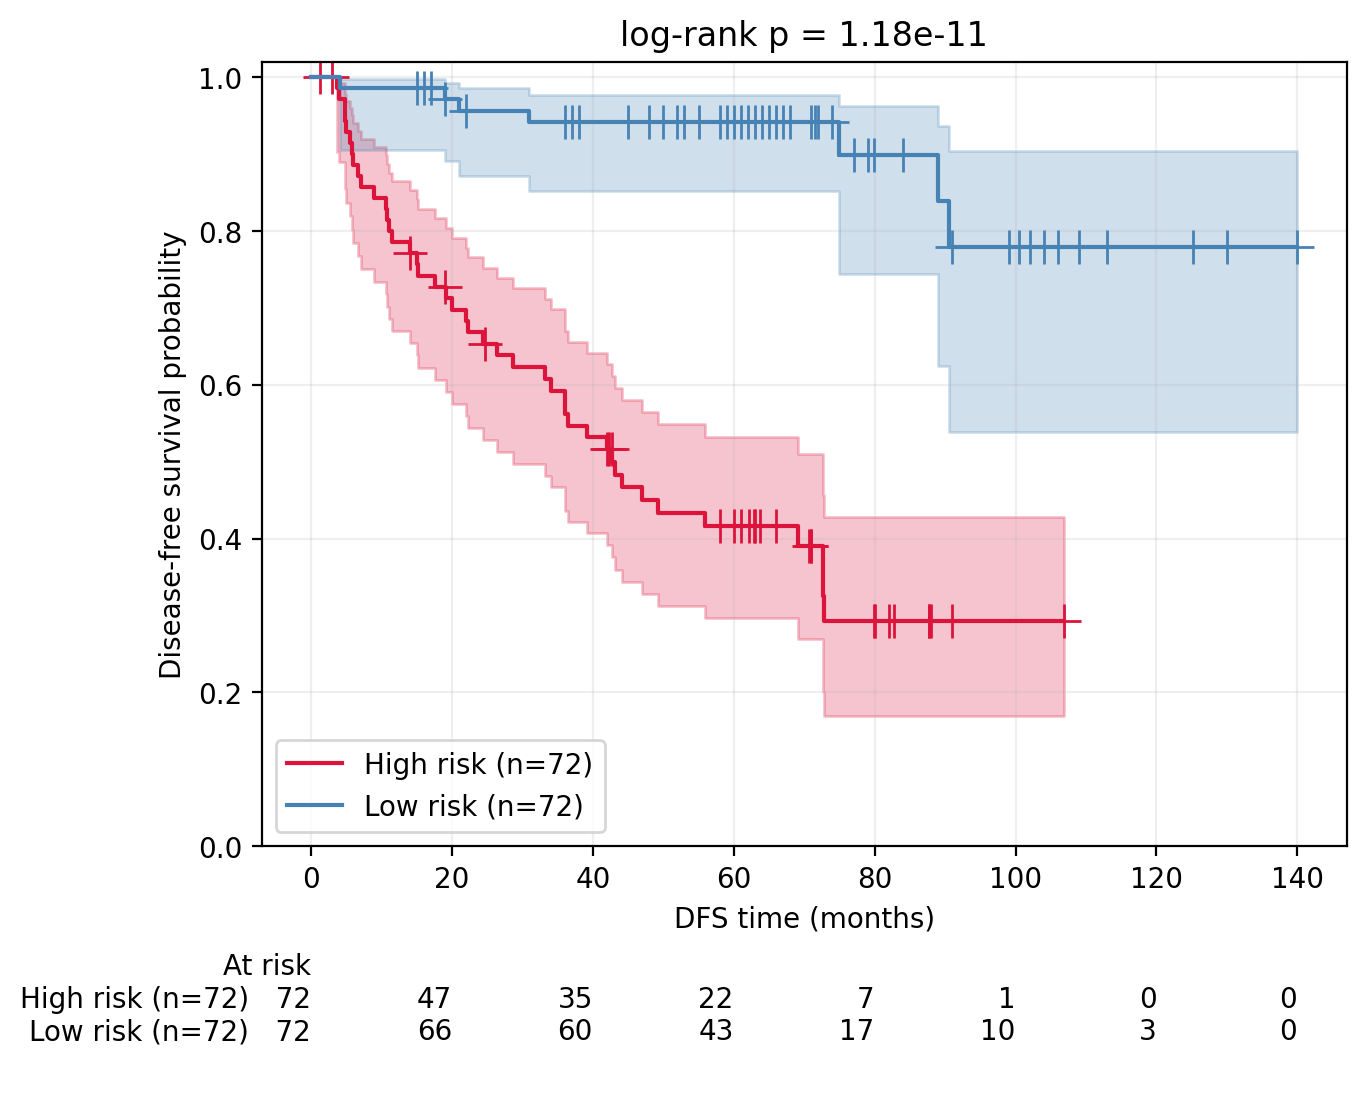 log-rank p = 1.18e-11
1.0
0.8
0.6
0.4
0.2
0.0
Disease-free survival probability
High risk (n=72)
Low risk (n=72)
0 20 40 60 80 100 120 140
DFS time (months)
At risk
High risk (n=72) 72 47 35 22 7 1 0 0
Low risk (n=72) 72 66 60 43 17 10 3 0